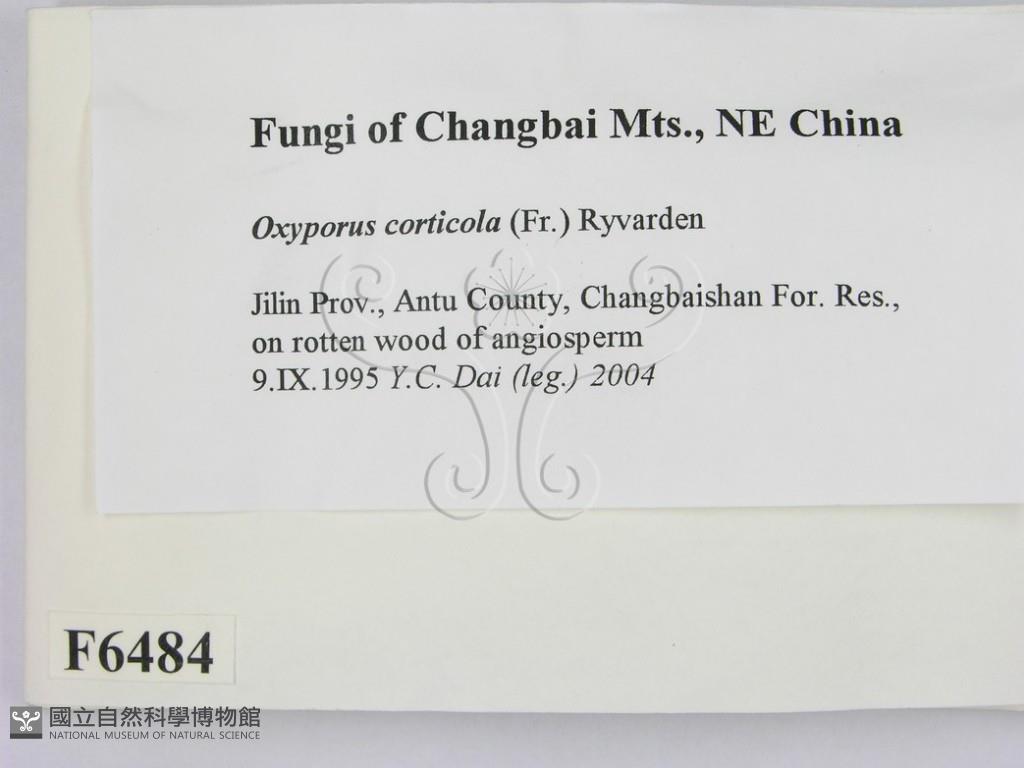 Fungi of Changbai Mts., NE China
Oxyporus corticola (Fr.) Ryvarden
Jilin Prov., Antu County, Changbaishan For. Res.,
on rotten wood of angiosperm
9.IX.1995 Y.C. Dai (leg.) 2004
F6484
國立自然科學博物館
NATIONAL MUSEUM OF NATURAL SCIENCE